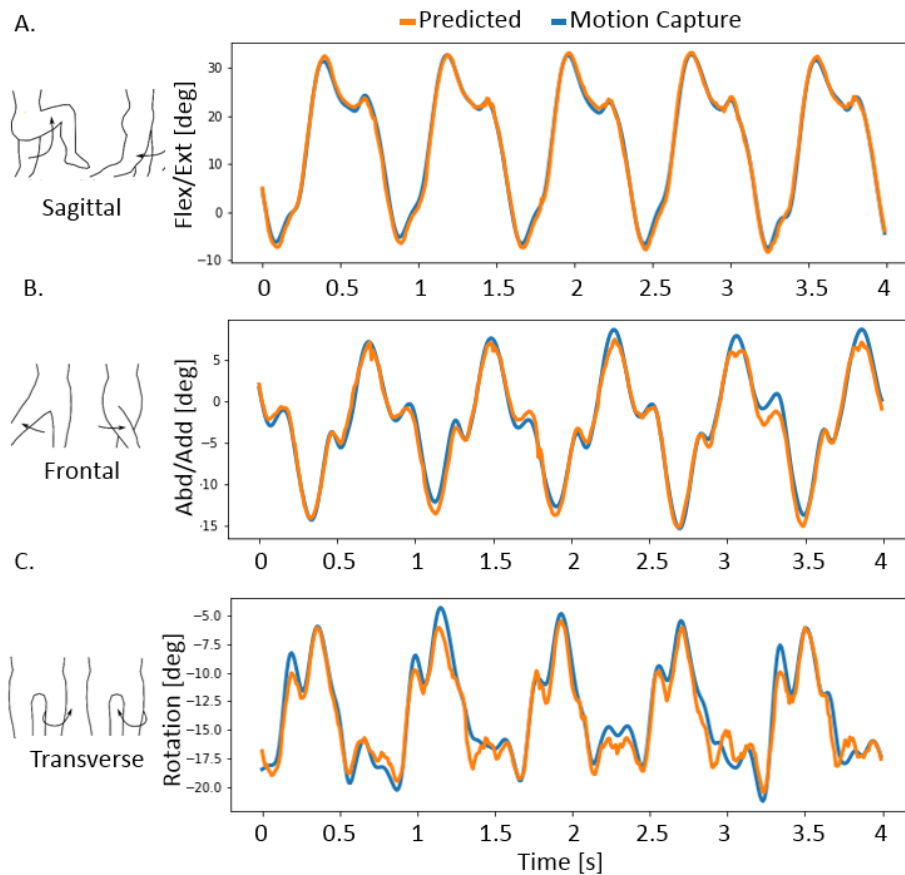 A.
Predicted Motion Capture
Flex/Ext [deg]
30
20
10
0
−10
Sagittal
0 0.5 1 1.5 2 2.5 3 3.5 4
B.
Abd/Add [deg]
5
0
−5
−10
·15
Frontal
0 0.5 1 1.5 2 2.5 3 3.5 4
C.
Rotation [deg]
−5.0
−7.5
−10.0
−12.5
−15.0
−17.5
−20.0
Transverse
0 0.5 1 1.5 2 2.5 3 3.5 4
Time [s]